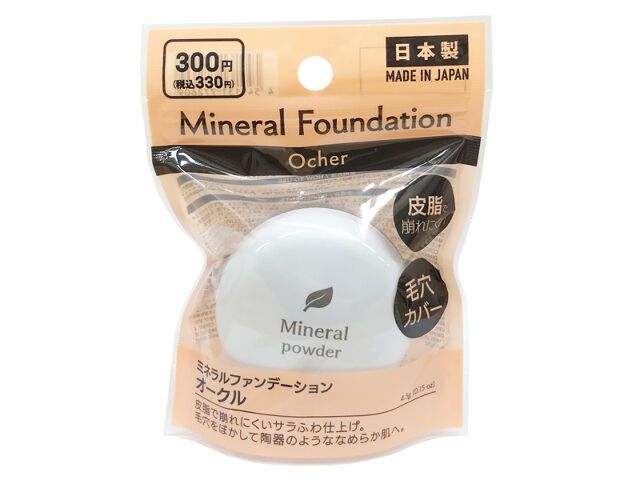 300円
(税込330円)
日本製
MADE IN JAPAN
Mineral Foundation
Ocher
皮脂で
崩れにくい
毛穴
カバー
Mineral
powder
ミネラルファンデーション
オークル
4.5g (0.15 oz)
皮脂で崩れにくいサラふわ仕上げ。
毛穴をぼかして陶器のようななめらか肌へ。